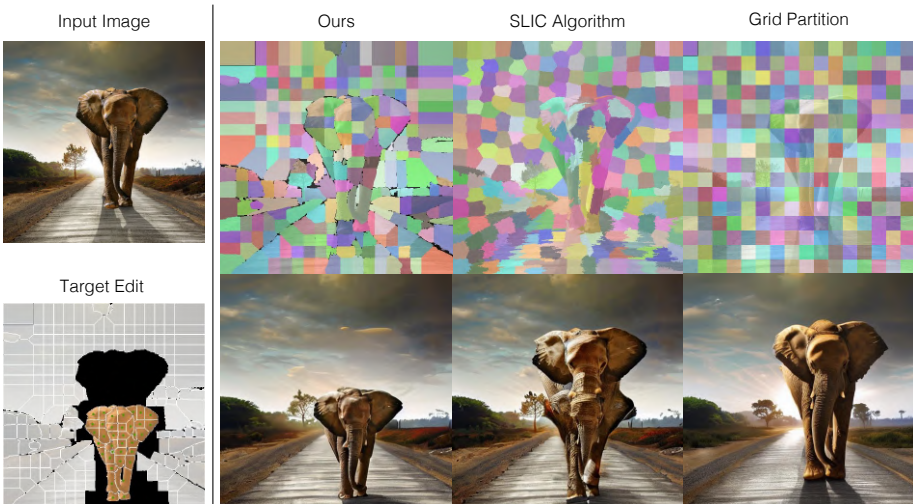 Input Image
Ours
SLIC Algorithm
Grid Partition
Target Edit